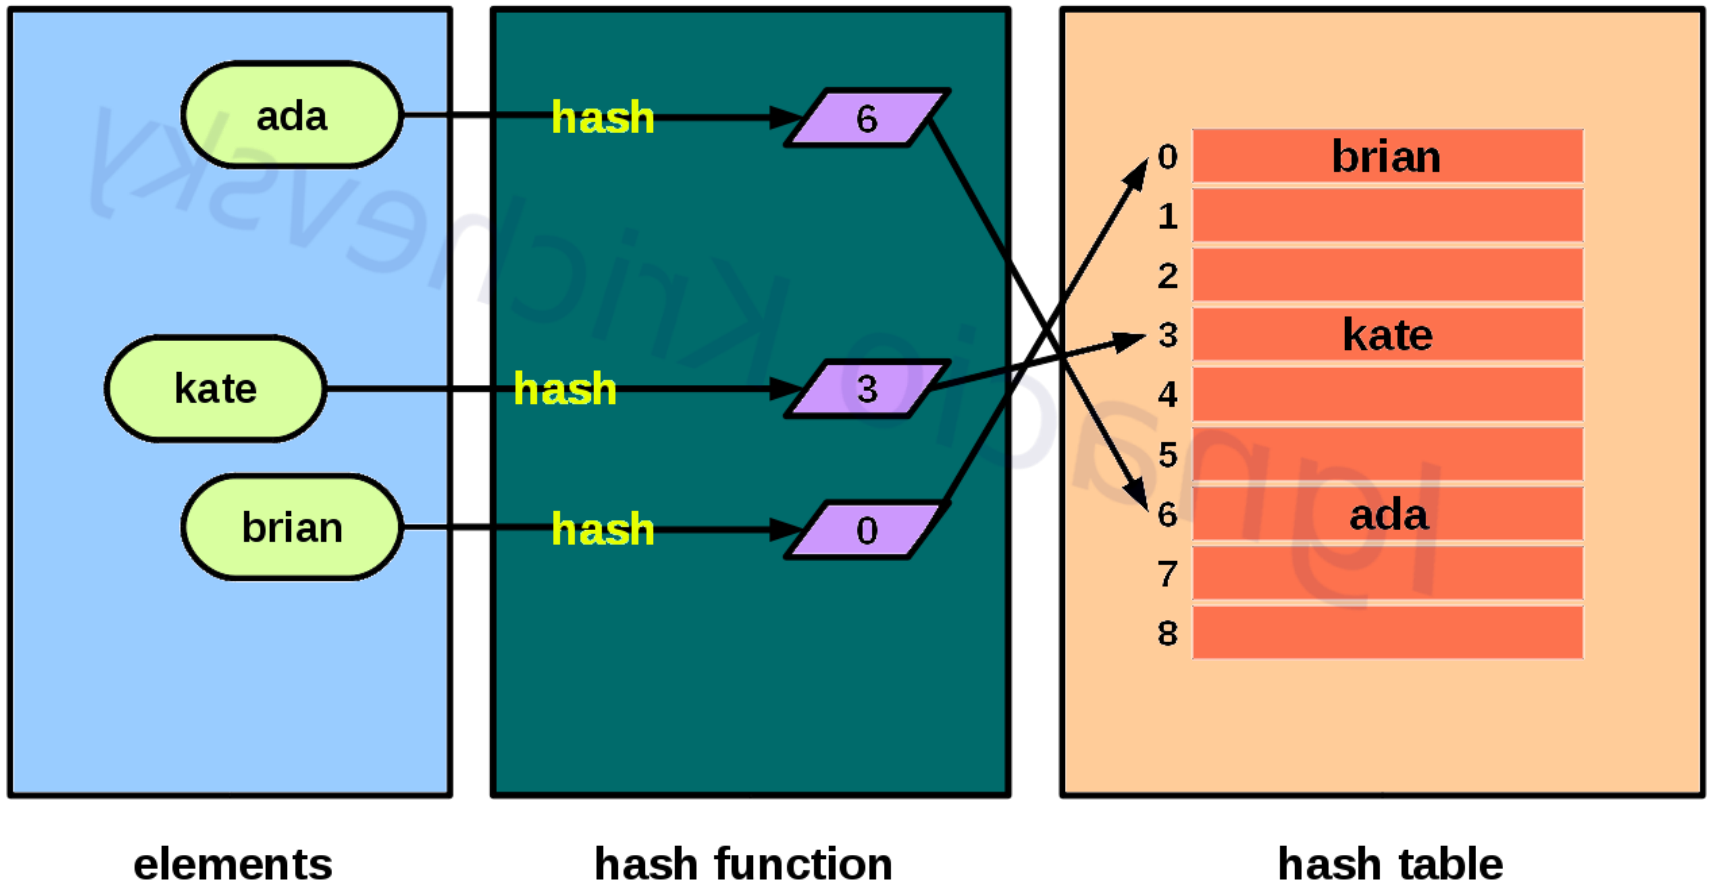 ada
hash
6
kate
hash
3
brian
hash
0
0 brian
1
2
3 kate
4
5
6 ada
7
8
elements
hash function
hash table
Ignacio Krichevsky